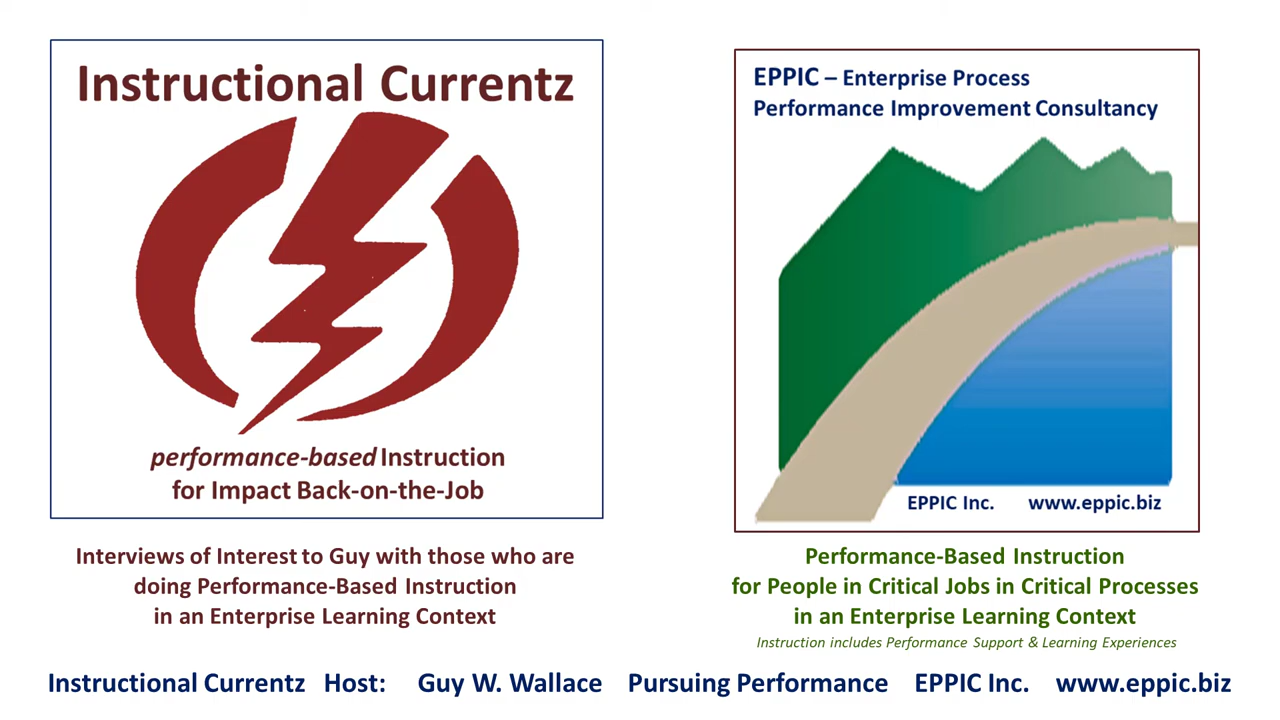 Instructional Currentz
performance-based Instruction
for Impact Back-on-the-Job
Interviews of Interest to Guy with those who are
doing Performance-Based Instruction
in an Enterprise Learning Context
EPPIC – Enterprise Process
Performance Improvement Consultancy
EPPIC Inc. www.eppic.biz
Performance-Based Instruction
for People in Critical Jobs in Critical Processes
in an Enterprise Learning Context
Instruction includes Performance Support & Learning Experiences
Instructional Currentz Host: Guy W. Wallace Pursuing Performance EPPIC Inc. www.eppic.biz